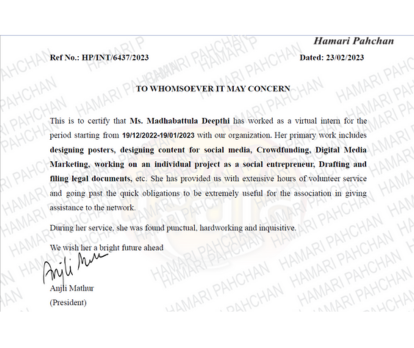 Hamari Pahchan
Ref No.: HP/INT/6437/2023 Dated: 23/02/2023
TO WHOMSOEVER IT MAY CONCERN
This is to certify that Ms. Madhabattula Deepthi has worked as a virtual intern for the
period starting from 19/12/2022-19/01/2023 with our organization. Her primary work includes
designing posters, designing content for social media, Crowdfunding, Digital Media
Marketing, working on an individual project as a social entrepreneur, Drafting and
filing legal documents, etc. She has provided us with extensive hours of volunteer service
and going past the quick obligations to be extremely useful for the association in giving
assistance to the network.
During her service, she was found punctual, hardworking and inquisitive.
We wish her a bright future ahead
Anjli Mathur
(President)
HAMARI PAHCHAN